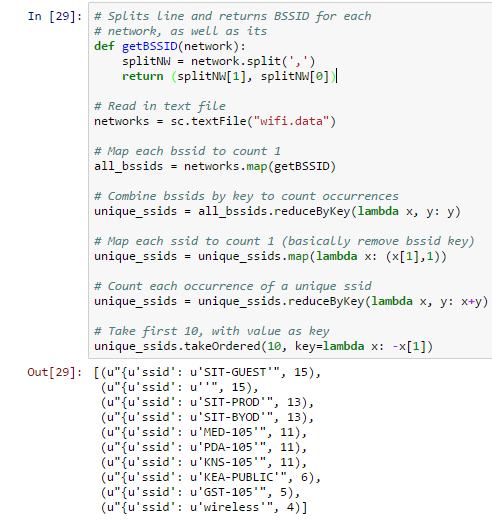 In [29]:
# Splits line and returns BSSID for each
# network, as well as its
def getBSSID(network):
    splitNW = network.split(',')
    return (splitNW[1], splitNW[0])

# Read in text file
networks = sc.textFile("wifi.data")

# Map each bssid to count 1
all_bssids = networks.map(getBSSID)

# Combine bssids by key to count occurrences
unique_ssids = all_bssids.reduceByKey(lambda x, y: y)

# Map each ssid to count 1 (basically remove bssid key)
unique_ssids = unique_ssids.map(lambda x: (x[1],1))

# Count each occurrence of a unique ssid
unique_ssids = unique_ssids.reduceByKey(lambda x, y: x+y)

# Take first 10, with value as key
unique_ssids.takeOrdered(10, key=lambda x: -x[1])
Out[29]:
[(u"{u'ssid': u'SIT-GUEST'", 15),
 (u"{u'ssid': u''", 15),
 (u"{u'ssid': u'SIT-PROD'", 13),
 (u"{u'ssid': u'SIT-BYOD'", 13),
 (u"{u'ssid': u'MED-105'", 11),
 (u"{u'ssid': u'PDA-105'", 11),
 (u"{u'ssid': u'KNS-105'", 11),
 (u"{u'ssid': u'KEA-PUBLIC'", 6),
 (u"{u'ssid': u'GST-105'", 5),
 (u"{u'ssid': u'wireless'", 4)]